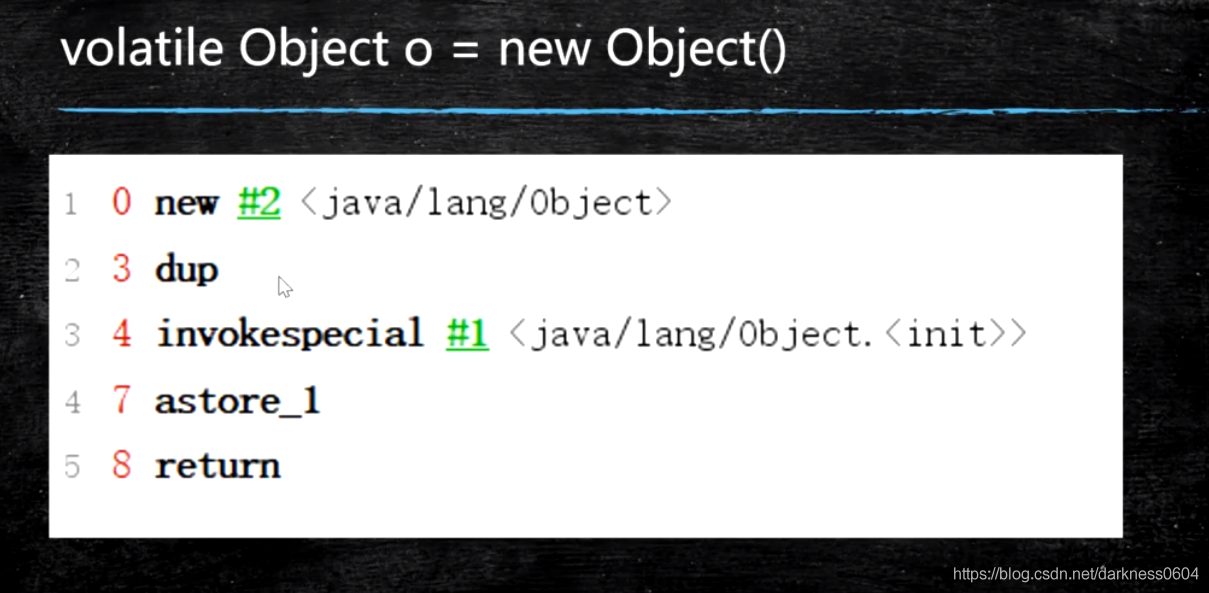 volatile Object o = new Object()
1 0 new #2 <java/lang/Object>
2 3 dup
3 4 invokespecial #1 <java/lang/Object.<init>>
4 7 astore_1
5 8 return
https://blog.csdn.net/darkness0604